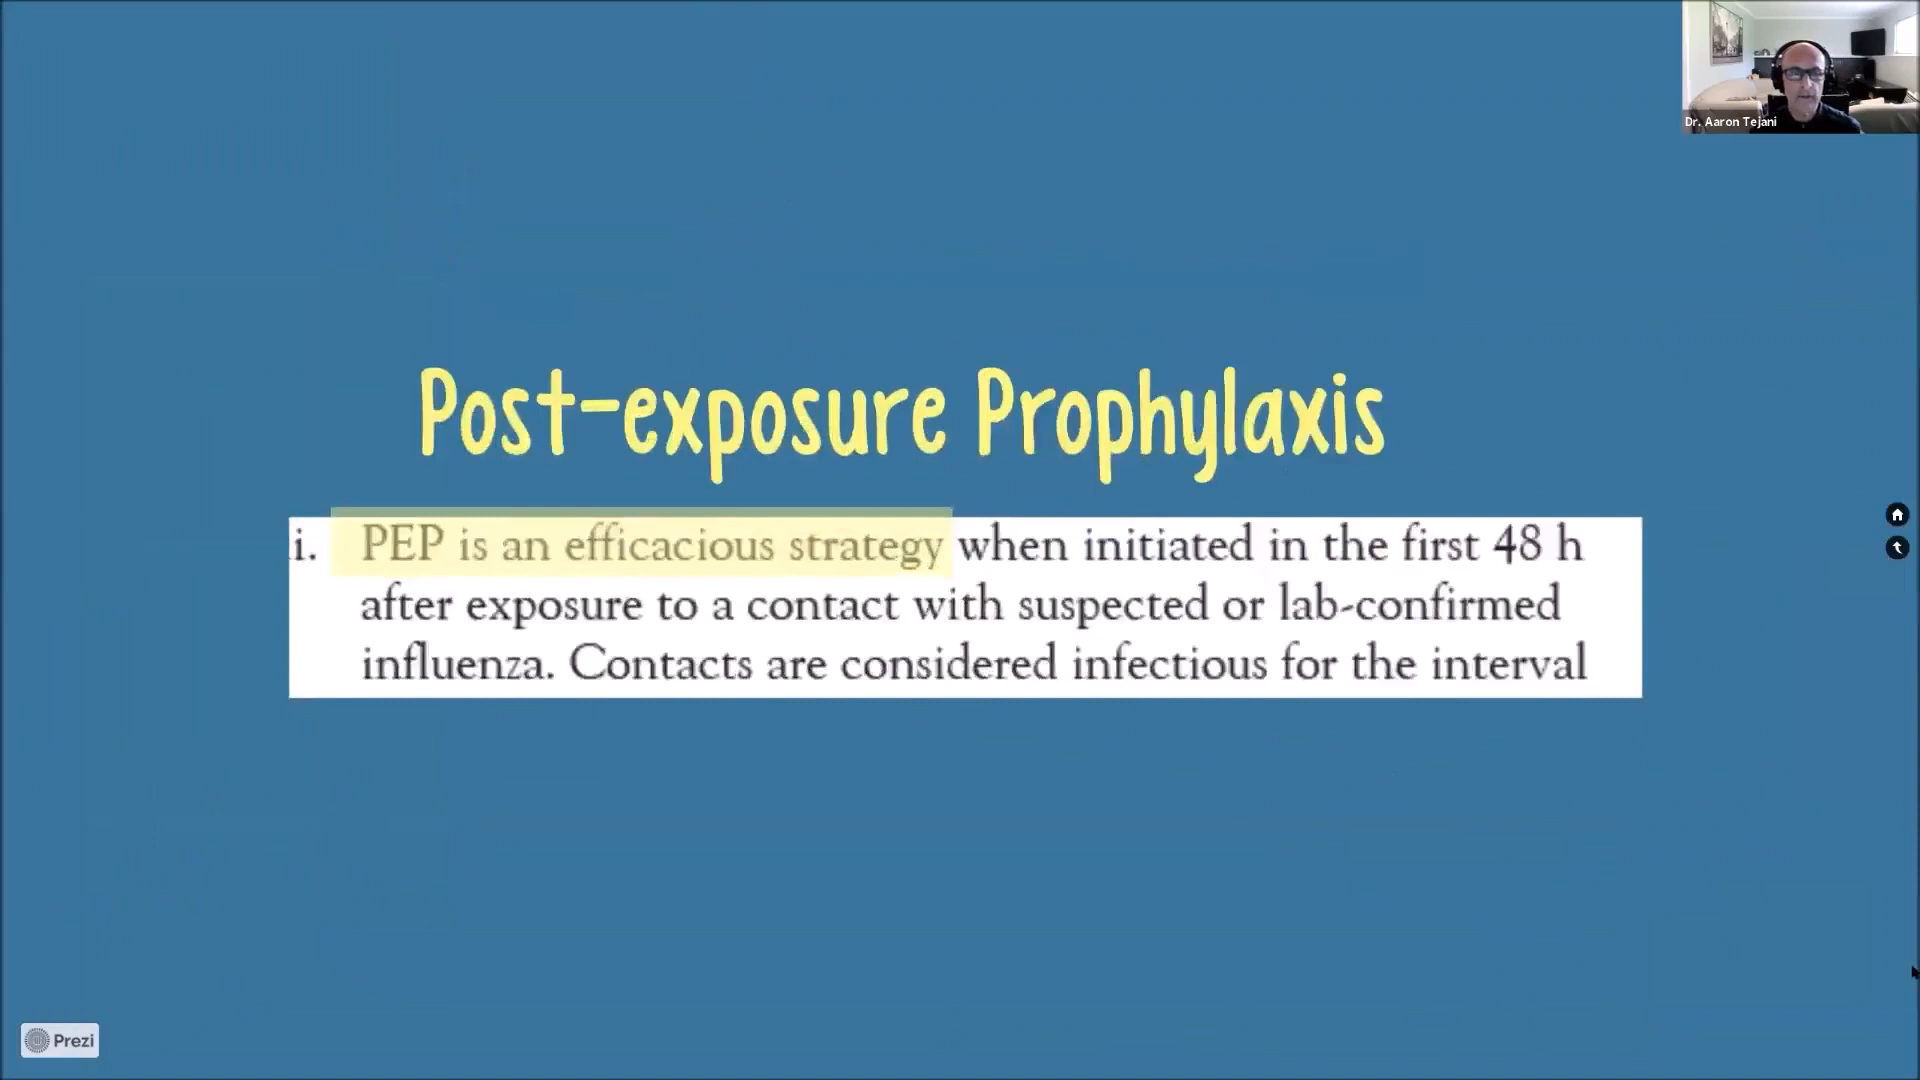 Dr. Aaron Tejani
Post-exposure Prophylaxis
i. PEP is an efficacious strategy when initiated in the first 48 h
after exposure to a contact with suspected or lab-confirmed
influenza. Contacts are considered infectious for the interval
Prezi